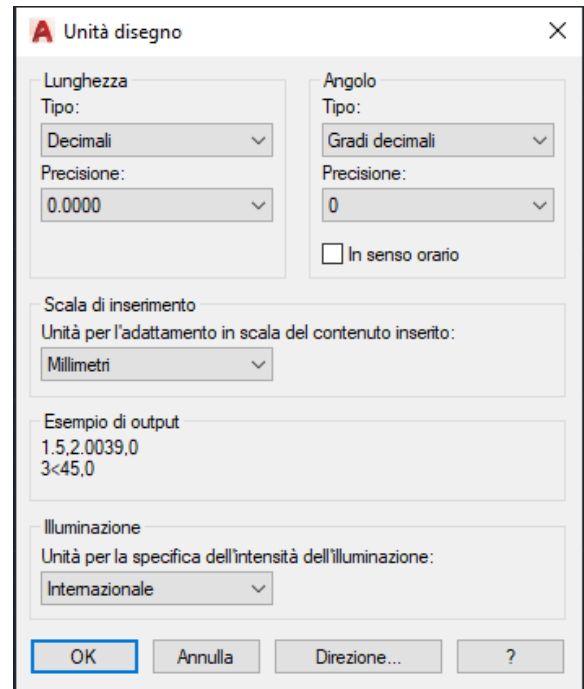 Unità disegno
Lunghezza
Tipo:
Decimali
Precisione:
0.0000
Angolo
Tipo:
Gradi decimali
Precisione:
0
In senso orario
Scala di inserimento
Unità per l'adattamento in scala del contenuto inserito:
Millimetri
Esempio di output
1.5,2.0039,0
3<45,0
Illuminazione
Unità per la specifica dell'intensità dell'illuminazione:
Internazionale
OK
Annulla
Direzione...
?